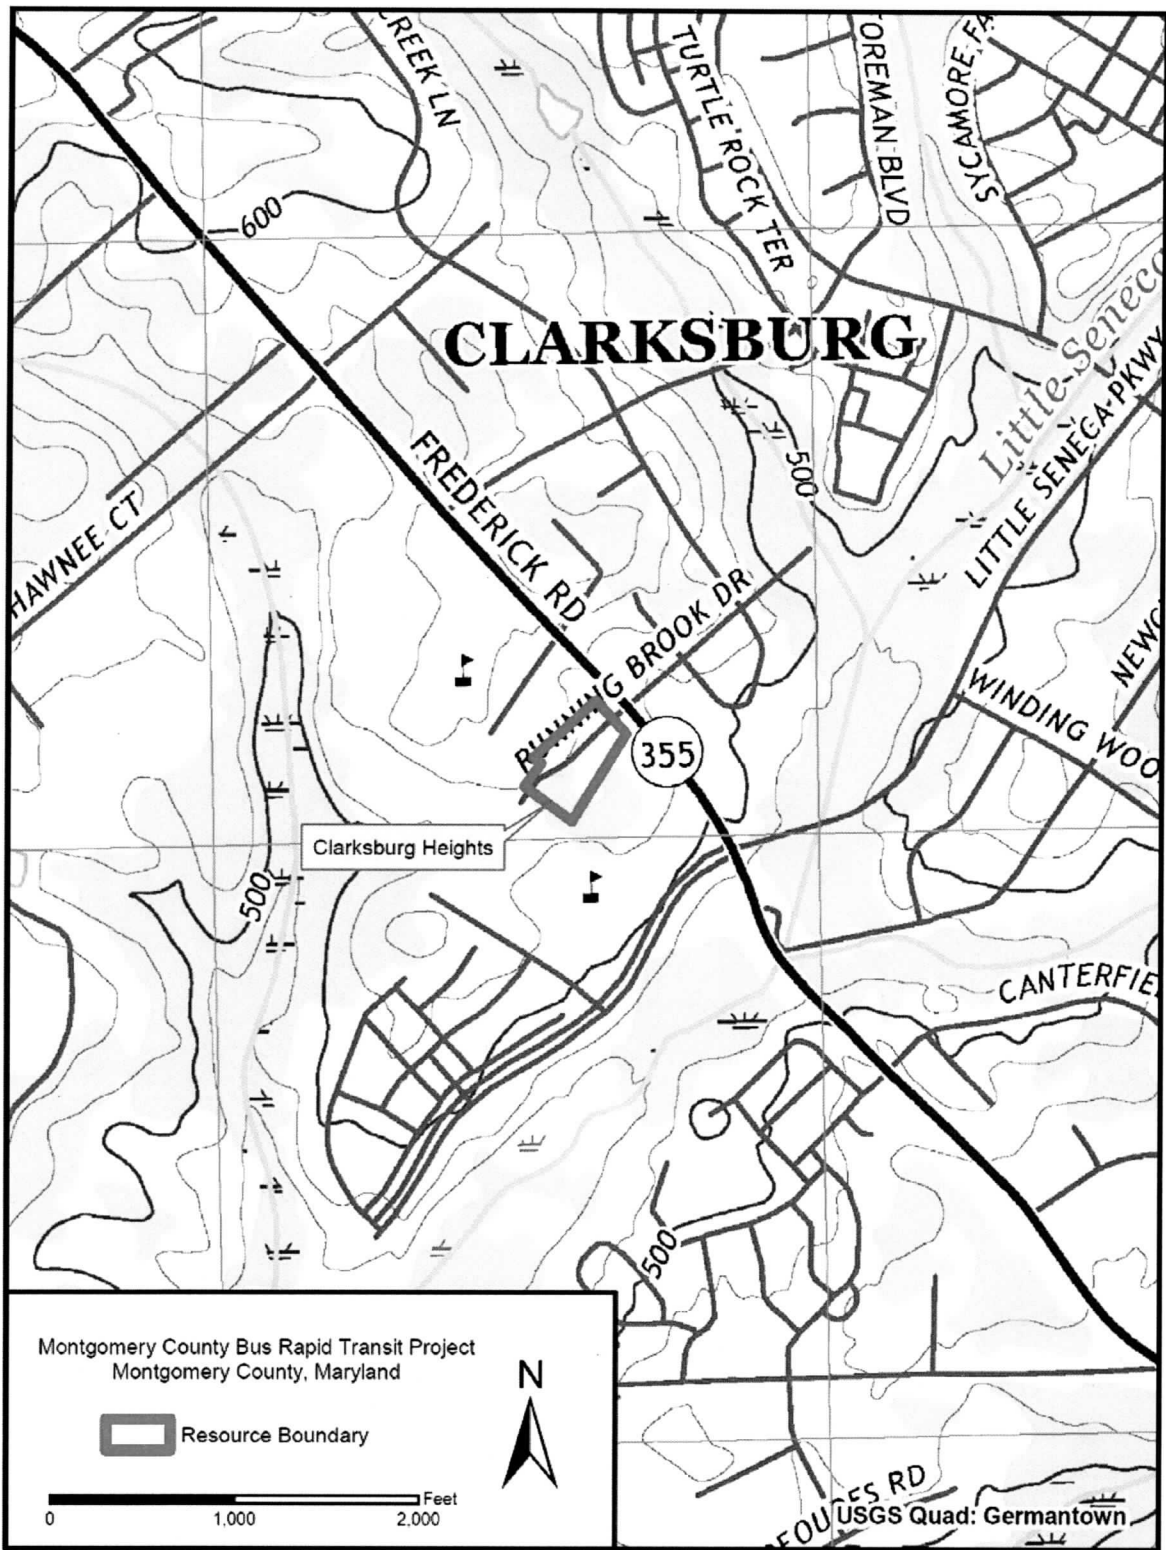 CREEK LN
TURTLE ROCK TER
OREMAN BLVD
SYCAMORE FA
600
CLARKSBURG
Little Seneca
LITTLE SENECA PKWY
500
FREDERICK RD
HAWNEE CT
RUNNING BROOK DR
NEWC
WINDING WOO
355
Clarksburg Heights
500
CANTERFIE
500
Montgomery County Bus Rapid Transit Project
Montgomery County, Maryland
N
Resource Boundary
Feet
0 1,000 2,000
RD
USGS Quad: Germantown